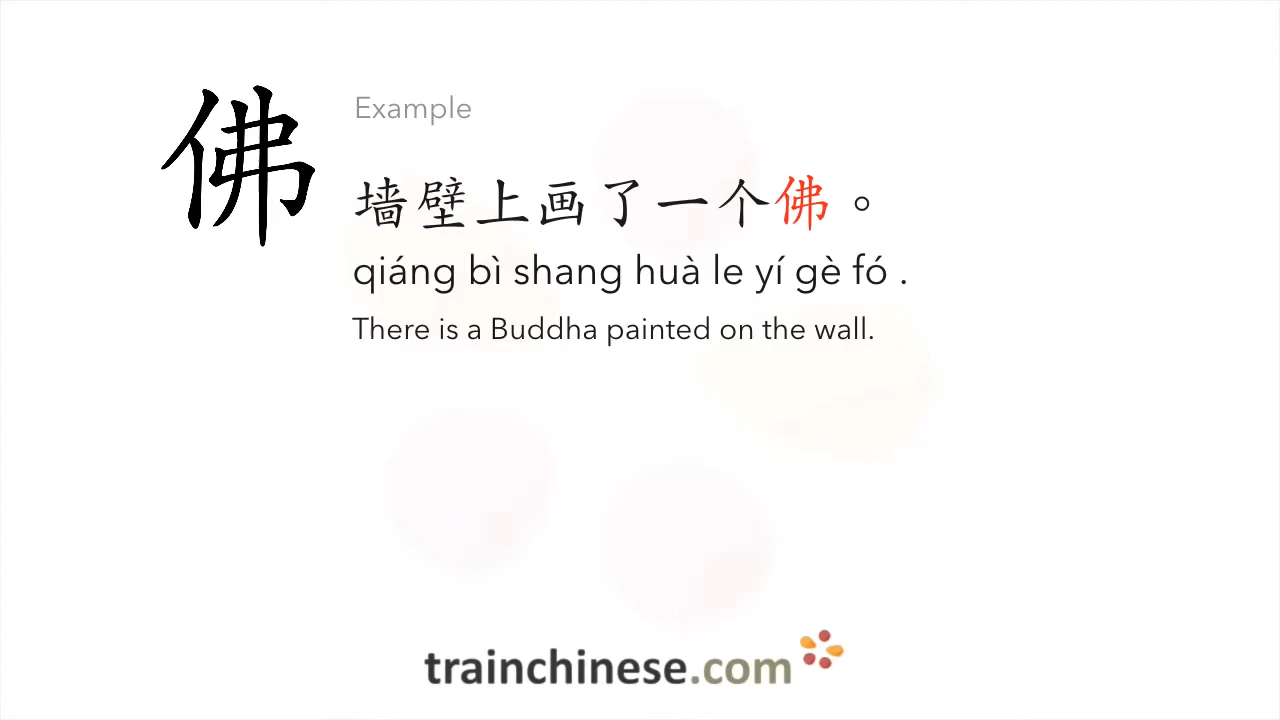 佛
Example
墙壁上画了一个佛。
qiáng bì shang huà le yí gè fó .
There is a Buddha painted on the wall.
trainchinese.com